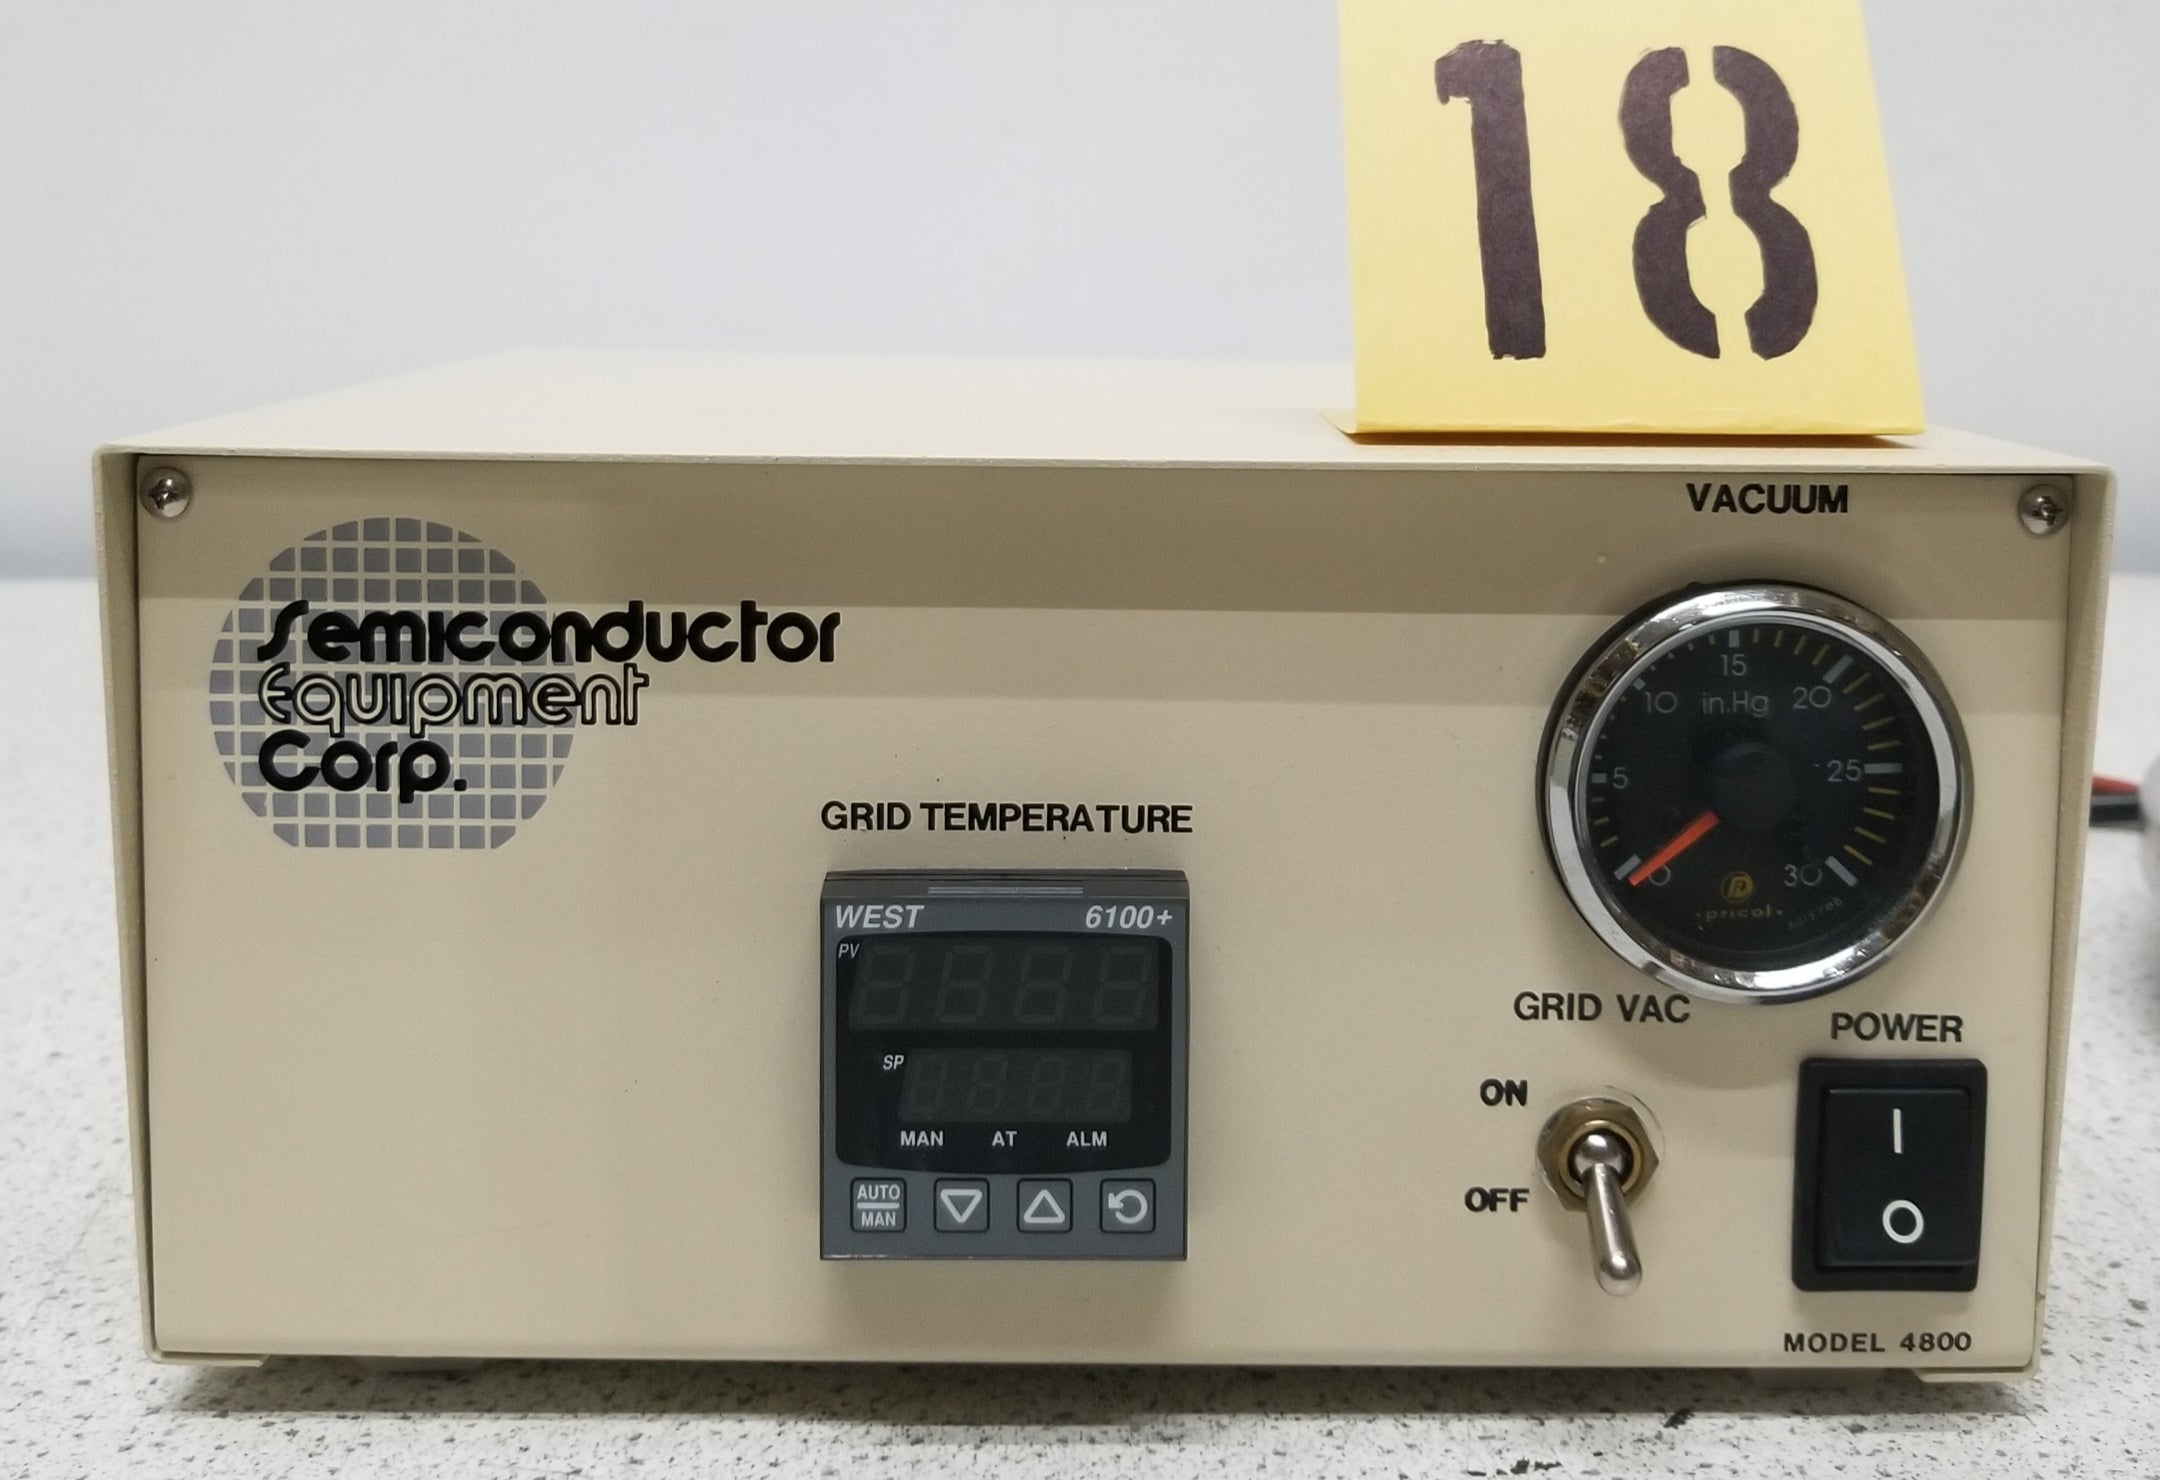 18
VACUUM
Semiconductor
Equipment
Corp.
15
10 in.Hg 20
5 25
0 30
pricol
GRID TEMPERATURE
WEST 6100+
PV
SP
MAN AT ALM
AUTO
MAN
GRID VAC
POWER
ON
OFF
I
O
MODEL 4800